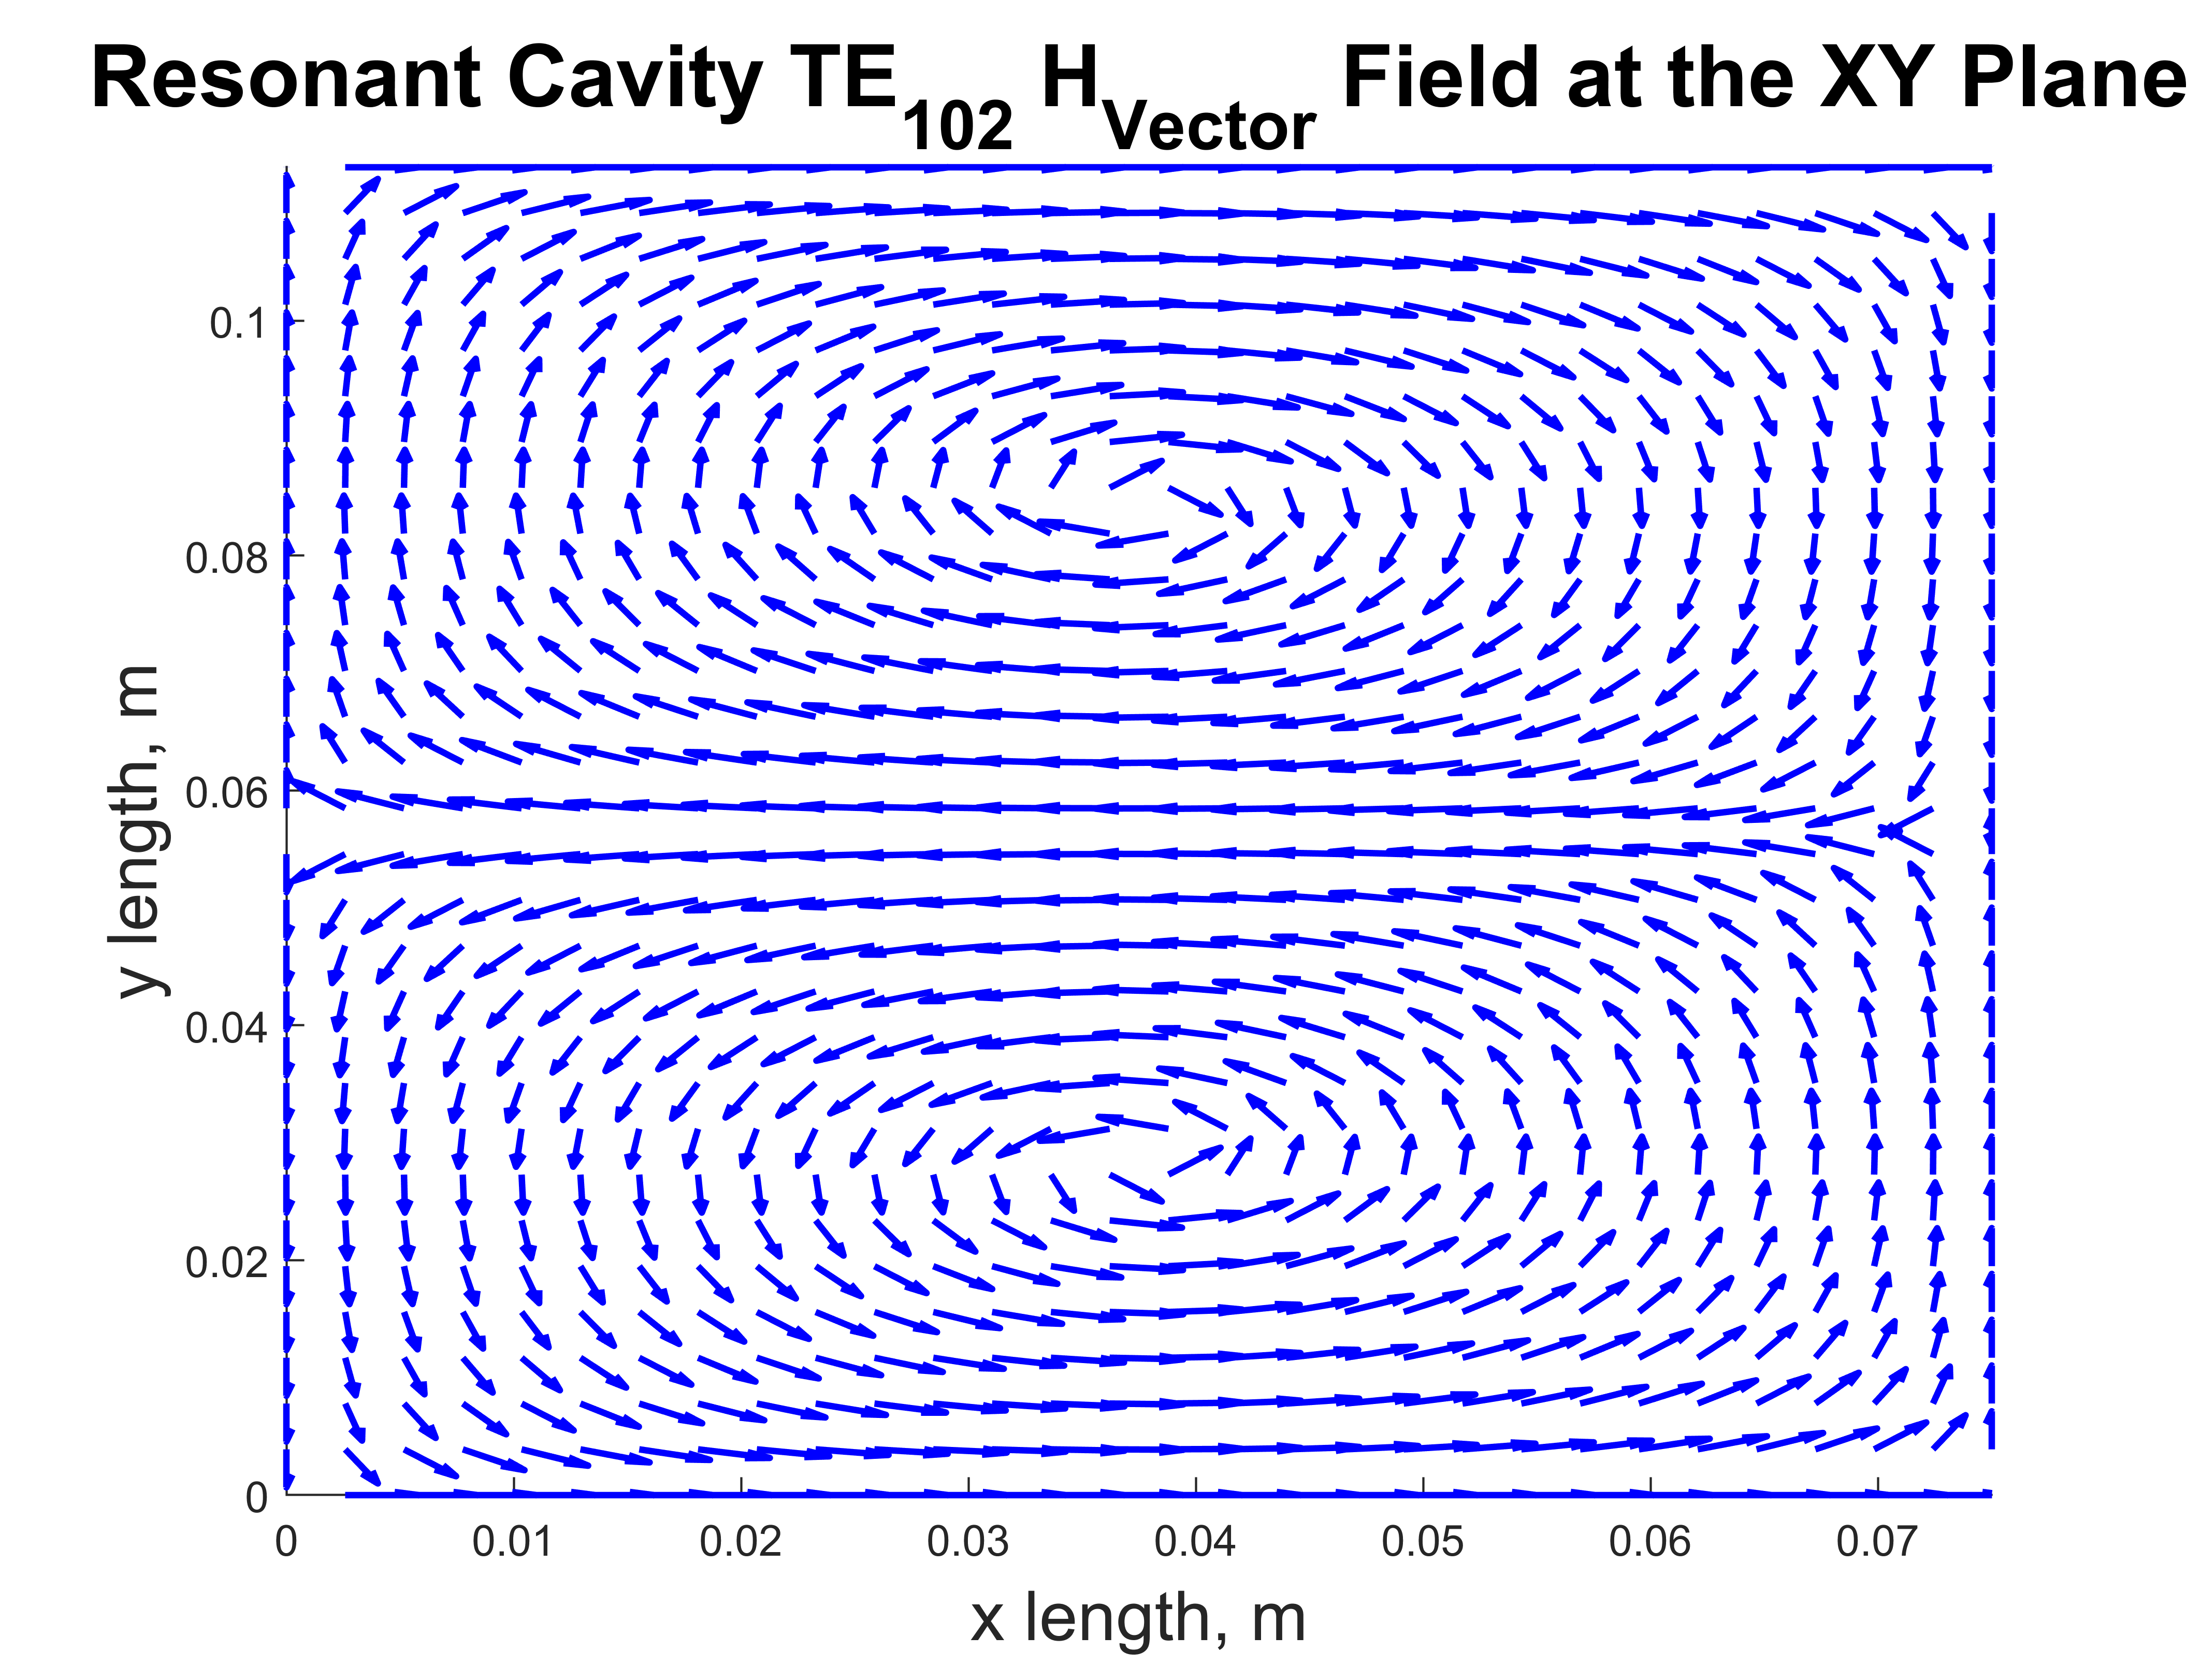 Resonant Cavity TE102 HVector Field at the XY Plane
0.1
0.08
0.06
0.04
0.02
0
y length, m
0 0.01 0.02 0.03 0.04 0.05 0.06 0.07
x length, m